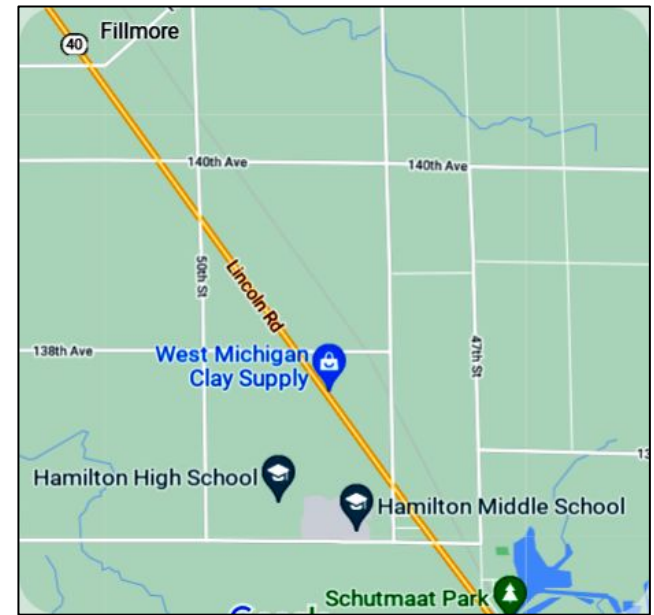 Fillmore
40
140th Ave
140th Ave
50th St
Lincoln Rd
138th Ave
West Michigan
Clay Supply
47th St
13
Hamilton High School
Hamilton Middle School
Schutmaat Park